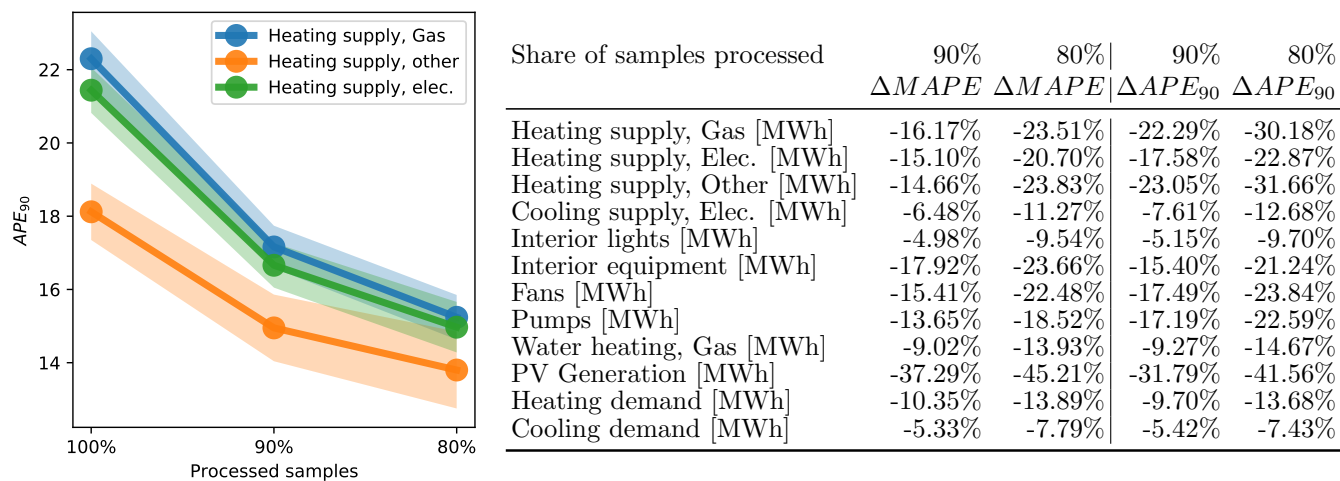 Heating supply, Gas
Heating supply, other
Heating supply, elec.
22
20
18
16
14
APE90
100%
90%
80%
Processed samples
Share of samples processed 90% 80% 90% 80%
ΔMAPE ΔMAPE ΔAPE90 ΔAPE90
Heating supply, Gas [MWh] -16.17% -23.51% -22.29% -30.18%
Heating supply, Elec. [MWh] -15.10% -20.70% -17.58% -22.87%
Heating supply, Other [MWh] -14.66% -23.83% -23.05% -31.66%
Cooling supply, Elec. [MWh] -6.48% -11.27% -7.61% -12.68%
Interior lights [MWh] -4.98% -9.54% -5.15% -9.70%
Interior equipment [MWh] -17.92% -23.66% -15.40% -21.24%
Fans [MWh] -15.41% -22.48% -17.49% -23.84%
Pumps [MWh] -13.65% -18.52% -17.19% -22.59%
Water heating, Gas [MWh] -9.02% -13.93% -9.27% -14.67%
PV Generation [MWh] -37.29% -45.21% -31.79% -41.56%
Heating demand [MWh] -10.35% -13.89% -9.70% -13.68%
Cooling demand [MWh] -5.33% -7.79% -5.42% -7.43%